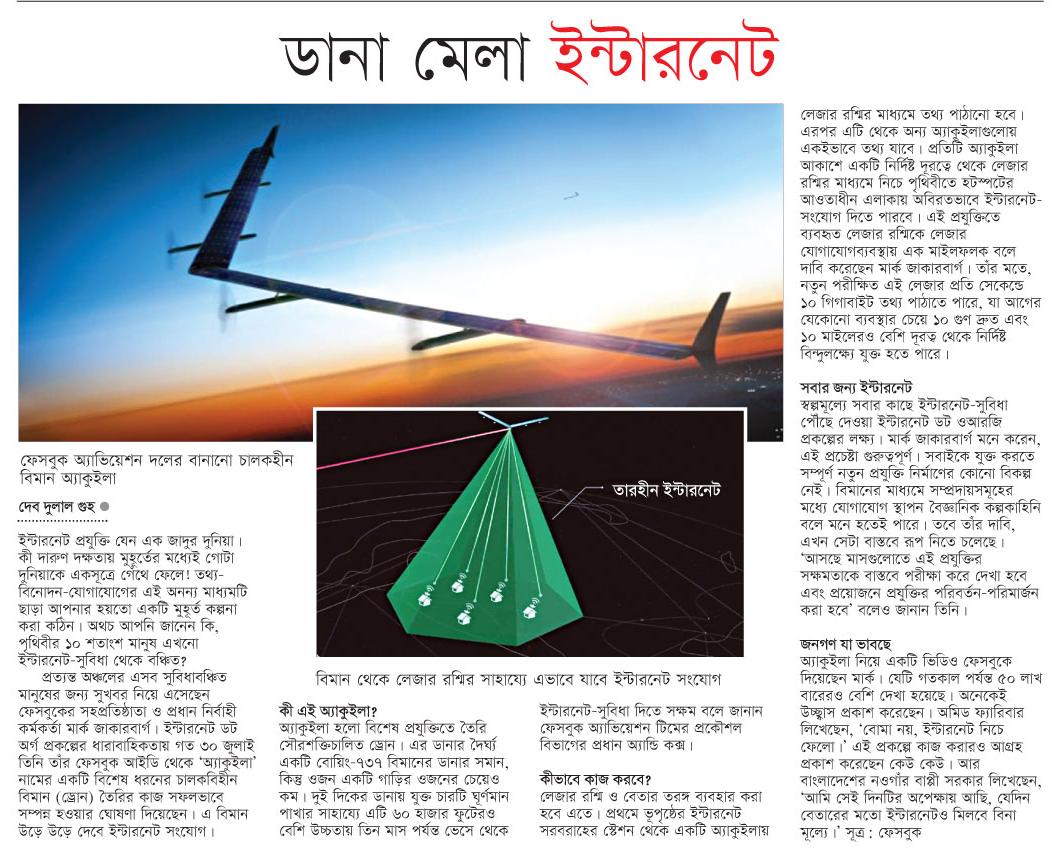 ডানা মেলা ইন্টারনেট
ফেসবুক অ্যাভিয়েশন দলের বানানো চালকহীন
বিমান অ্যাকুইলা
দেব দুলাল গুহ ●
ইন্টারনেট প্রযুক্তি যেন এক জাদুর দুনিয়া।
কী দারুণ দক্ষতায় মুহূর্তের মধ্যেই গোটা
দুনিয়াকে একসূত্রে গেঁথে ফেলে! তথ্য-
বিনোদন-যোগাযোগের এই অনন্য মাধ্যমটি
ছাড়া আপনার হয়তো একটি মুহূর্ত কল্পনা
করা কঠিন। অথচ আপনি জানেন কি,
পৃথিবীর ১০ শতাংশ মানুষ এখনো
ইন্টারনেট-সুবিধা থেকে বঞ্চিত?
প্রত্যন্ত অঞ্চলের এসব সুবিধাবঞ্চিত
মানুষের জন্য সুখবর নিয়ে এসেছেন
ফেসবুকের সহপ্রতিষ্ঠাতা ও প্রধান নির্বাহী
কর্মকর্তা মার্ক জাকারবার্গ। ইন্টারনেট ডট
অর্গ প্রকল্পের ধারাবাহিকতায় গত ৩০ জুলাই
তিনি তাঁর ফেসবুক আইডি থেকে ‘অ্যাকুইলা’
নামের একটি বিশেষ ধরনের চালকবিহীন
বিমান (ড্রোন) তৈরির কাজ সফলভাবে
সম্পন্ন হওয়ার ঘোষণা দিয়েছেন। এ বিমান
উড়ে উড়ে দেবে ইন্টারনেট সংযোগ।
তারহীন ইন্টারনেট
বিমান থেকে লেজার রশ্মির সাহায্যে এভাবে যাবে ইন্টারনেট সংযোগ
কী এই অ্যাকুইলা?
অ্যাকুইলা হলো বিশেষ প্রযুক্তিতে তৈরি
সৌরশক্তিচালিত ড্রোন। এর ডানার দৈর্ঘ্য
একটি বোয়িং-৭৩৭ বিমানের ডানার সমান,
কিন্তু ওজন একটি গাড়ির ওজনের চেয়েও
কম। দুই দিকের ডানায় যুক্ত চারটি ঘূর্ণমান
পাখার সাহায্যে এটি ৬০ হাজার ফুটেরও
বেশি উচ্চতায় তিন মাস পর্যন্ত ভেসে থেকে
ইন্টারনেট-সুবিধা দিতে সক্ষম বলে জানান
ফেসবুক অ্যাভিয়েশন টিমের প্রকৌশল
বিভাগের প্রধান অ্যান্ডি কক্স।
কীভাবে কাজ করবে?
লেজার রশ্মি ও বেতার তরঙ্গ ব্যবহার করা
হবে এতে। প্রথমে ভূপৃষ্ঠের ইন্টারনেট
সরবরাহের স্টেশন থেকে একটি অ্যাকুইলায়
লেজার রশ্মির মাধ্যমে তথ্য পাঠানো হবে।
এরপর এটি থেকে অন্য অ্যাকুইলাগুলোয়
একইভাবে তথ্য যাবে। প্রতিটি অ্যাকুইলা
আকাশে একটি নির্দিষ্ট দূরত্বে থেকে লেজার
রশ্মির মাধ্যমে নিচে পৃথিবীতে হটস্পটের
আওতাধীন এলাকায় অবিরতভাবে ইন্টারনেট-
সংযোগ দিতে পারবে। এই প্রযুক্তিতে
ব্যবহৃত লেজার রশ্মিকে লেজার
যোগাযোগব্যবস্থায় এক মাইলফলক বলে
দাবি করেছেন মার্ক জাকারবার্গ। তাঁর মতে,
নতুন পরীক্ষিত এই লেজার প্রতি সেকেন্ডে
১০ গিগাবাইট তথ্য পাঠাতে পারে, যা আগের
যেকোনো ব্যবস্থার চেয়ে ১০ গুণ দ্রুত এবং
১০ মাইলেরও বেশি দূরত্ব থেকে নির্দিষ্ট
বিন্দুলক্ষ্যে যুক্ত হতে পারে।
সবার জন্য ইন্টারনেট
স্বল্পমূল্যে সবার কাছে ইন্টারনেট-সুবিধা
পৌঁছে দেওয়া ইন্টারনেট ডট ওআরজি
প্রকল্পের লক্ষ্য। মার্ক জাকারবার্গ মনে করেন,
এই প্রচেষ্টা গুরুত্বপূর্ণ। সবাইকে যুক্ত করতে
সম্পূর্ণ নতুন প্রযুক্তি নির্মাণের কোনো বিকল্প
নেই। বিমানের মাধ্যমে সম্প্রদায়সমূহের
মধ্যে যোগাযোগ স্থাপন বৈজ্ঞানিক কল্পকাহিনি
বলে মনে হতেই পারে। তবে তাঁর দাবি,
এখন সেটা বাস্তবে রূপ নিতে চলেছে।
‘আসছে মাসগুলোতে এই প্রযুক্তির
সক্ষমতাকে বাস্তবে পরীক্ষা করে দেখা হবে
এবং প্রয়োজনে প্রযুক্তির পরিবর্তন-পরিমার্জন
করা হবে’ বলেও জানান তিনি।
জনগণ যা ভাবছে
অ্যাকুইলা নিয়ে একটি ভিডিও ফেসবুকে
দিয়েছেন মার্ক। যেটি গতকাল পর্যন্ত ৫০ লাখ
বারেরও বেশি দেখা হয়েছে। অনেকেই
উচ্ছ্বাস প্রকাশ করেছেন। অমিড ফ্যারিবার
লিখেছেন, ‘বোমা নয়, ইন্টারনেট নিচে
ফেলো।’ এই প্রকল্পে কাজ করারও আগ্রহ
প্রকাশ করেছেন কেউ কেউ। আর
বাংলাদেশের নওগাঁর বাপ্পী সরকার লিখেছেন,
‘আমি সেই দিনটির অপেক্ষায় আছি, যেদিন
বেতারের মতো ইন্টারনেটও মিলবে বিনা
মূল্যে।’ সূত্র : ফেসবুক